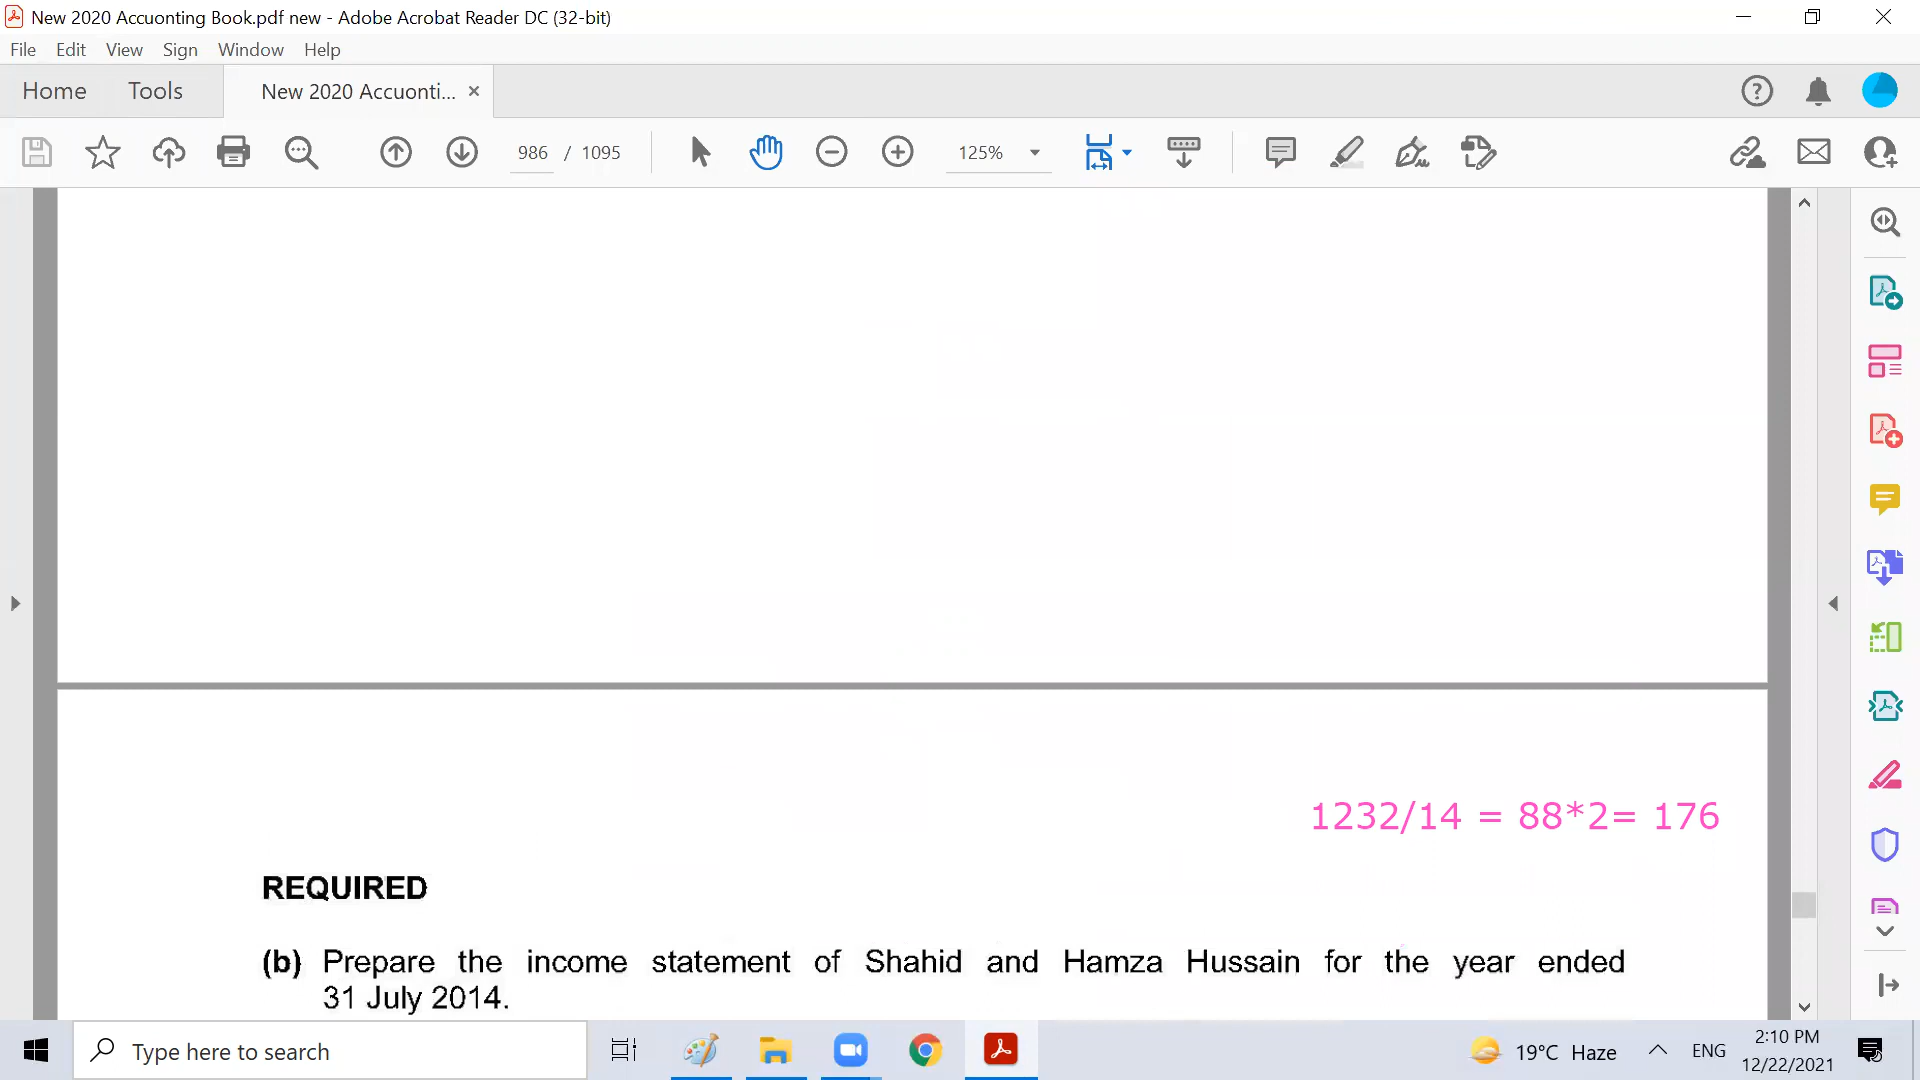 New 2020 Accuonting Book.pdf new - Adobe Acrobat Reader DC (32-bit)
File Edit View Sign Window Help
Home Tools New 2020 Accuonti... ×
986 / 1095 125%
1232/14 = 88*2= 176
REQUIRED
(b) Prepare the income statement of Shahid and Hamza Hussain for the year ended
31 July 2014.
Type here to search
19°C Haze
ENG
2:10 PM
12/22/2021